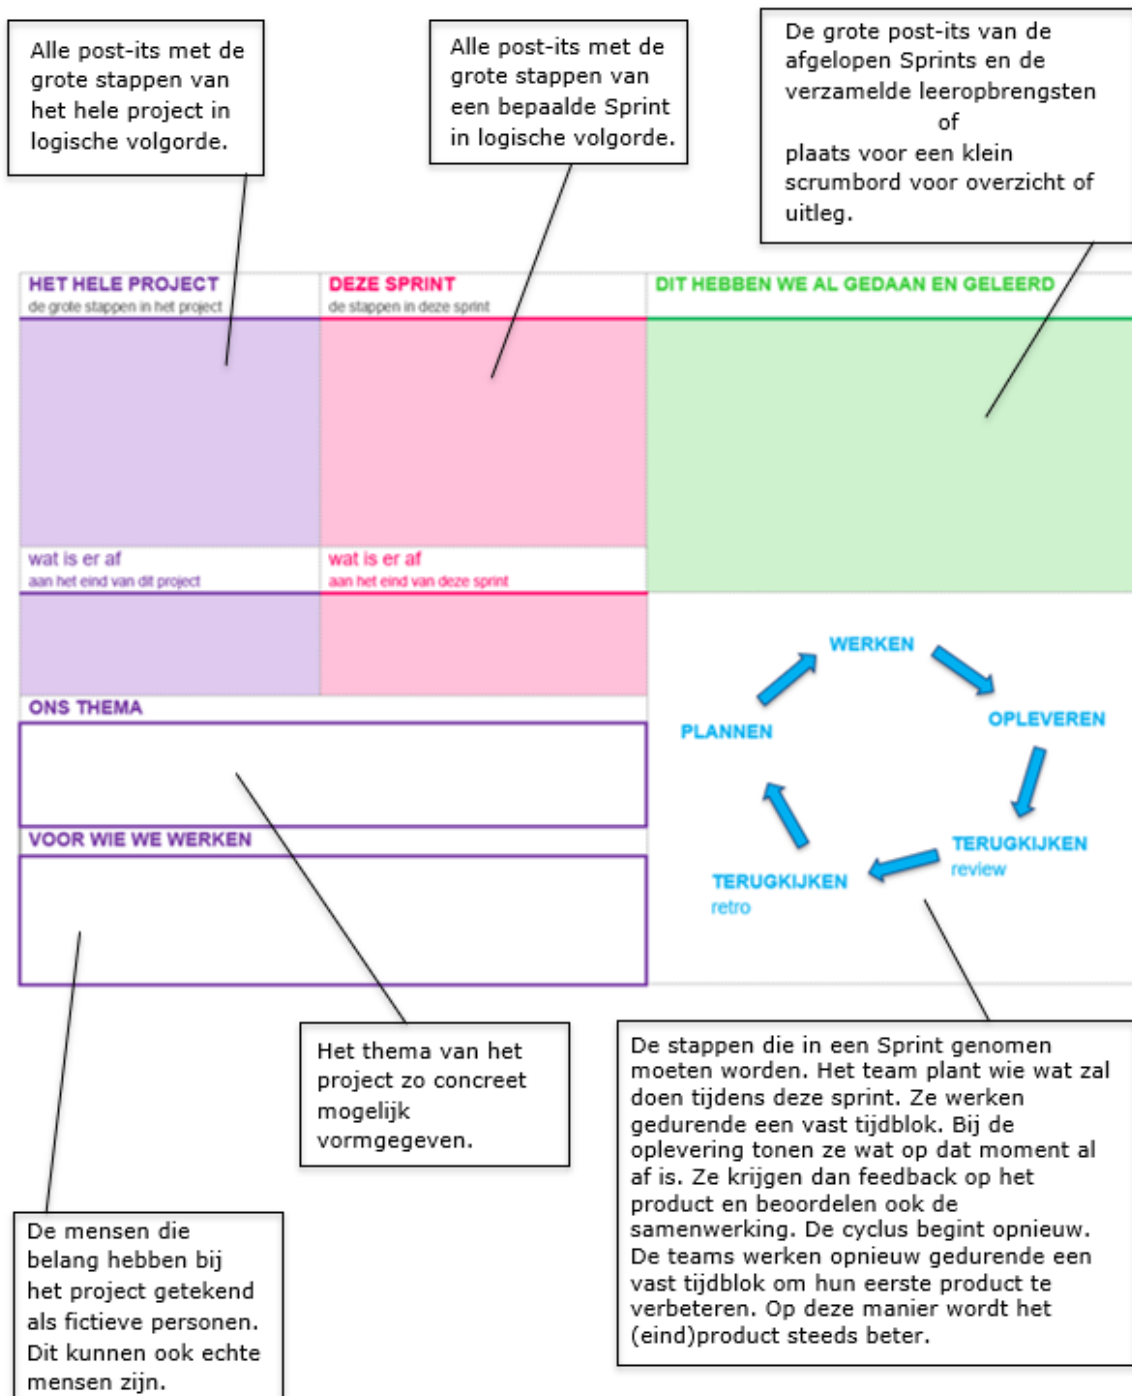 Alle post-its met de
grote stappen van
het hele project in
logische volgorde.
Alle post-its met de
grote stappen van
een bepaalde Sprint
in logische volgorde.
De grote post-its van de
afgelopen Sprints en de
verzamelde leeropbrengsten
of
plaats voor een klein
scrumbord voor overzicht of
uitleg.
HET HELE PROJECT
de grote stappen in het project
DEZE SPRINT
de stappen in deze sprint
DIT HEBBEN WE AL GEDAAN EN GELEERD
wat is er af
aan het eind van dit project
wat is er af
aan het eind van deze sprint
ONS THEMA
VOOR WIE WE WERKEN
WERKEN
OPLEVEREN
PLANNEN
TERUGKIJKEN
review
TERUGKIJKEN
retro
Het thema van het
project zo concreet
mogelijk
vormgegeven.
De stappen die in een Sprint genomen
moeten worden. Het team plant wie wat zal
doen tijdens deze sprint. Ze werken
gedurende een vast tijdblok. Bij de
oplevering tonen ze wat op dat moment al
af is. Ze krijgen dan feedback op het
product en beoordelen ook de
samenwerking. De cyclus begint opnieuw.
De teams werken opnieuw gedurende een
vast tijdblok om hun eerste product te
verbeteren. Op deze manier wordt het
(eind)product steeds beter.
De mensen die
belang hebben bij
het project getekend
als fictieve personen.
Dit kunnen ook echte
mensen zijn.